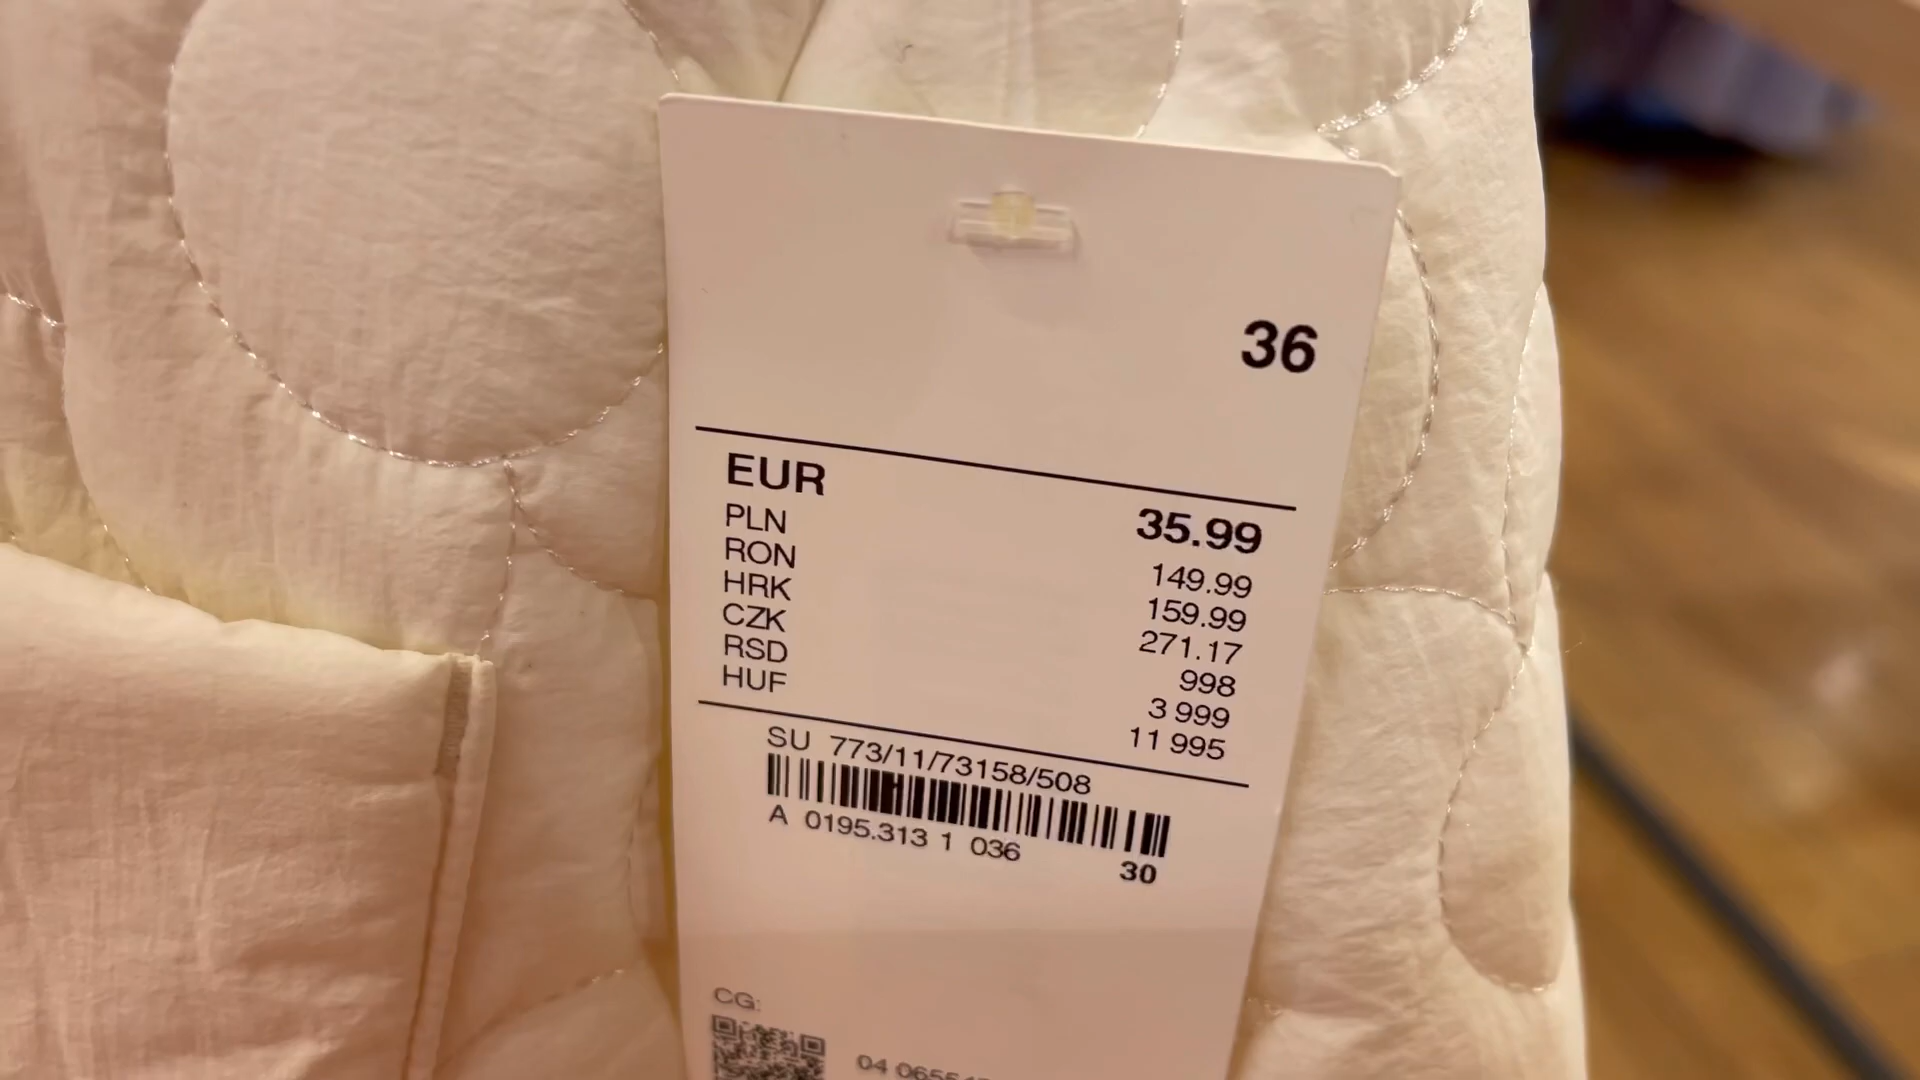 36
EUR 35.99
PLN 149.99
RON 159.99
HRK 271.17
CZK 998
RSD 3 999
HUF 11 995
SU 773/11/73158/508
A 0195.313 1 036
30
CG:
04